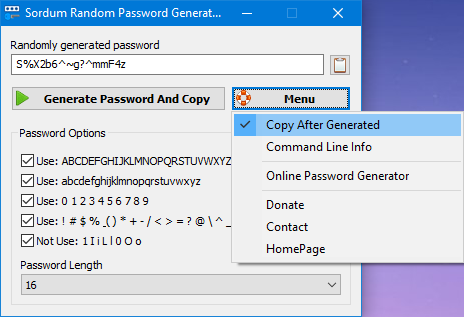 Sordum Random Password Generat...
Randomly generated password
S%X2b6^~g?^mmF4z
Generate Password And Copy
Menu
Copy After Generated
Command Line Info
Online Password Generator
Donate
Contact
HomePage
Password Options
Use: ABCDEFGHIJKLMNOPQRSTUVWXYZ
Use: abcdefghijklmnopqrstuvwxyz
Use: 0 1 2 3 4 5 6 7 8 9
Use: ! # $ % _( ) * + - / < > = ? @ \ ^ _
Not Use: 1 I i L l 0 O o
Password Length
16